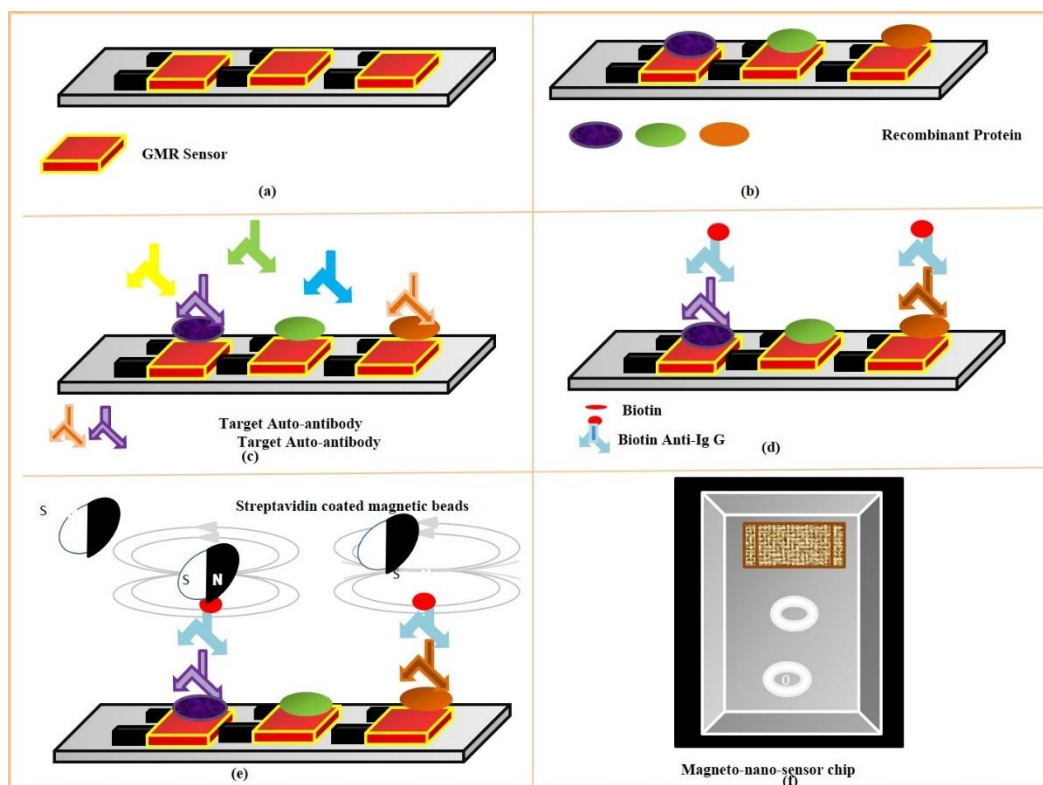 GMR Sensor
(a)
Recombinant Protein
(b)
Target Auto-antibody
Target Auto-antibody
(c)
Biotin
Biotin Anti-Ig G
(d)
Streptavidin coated magnetic beads
S
S
N
S
(e)
0
Magneto-nano-sensor chip
(f)